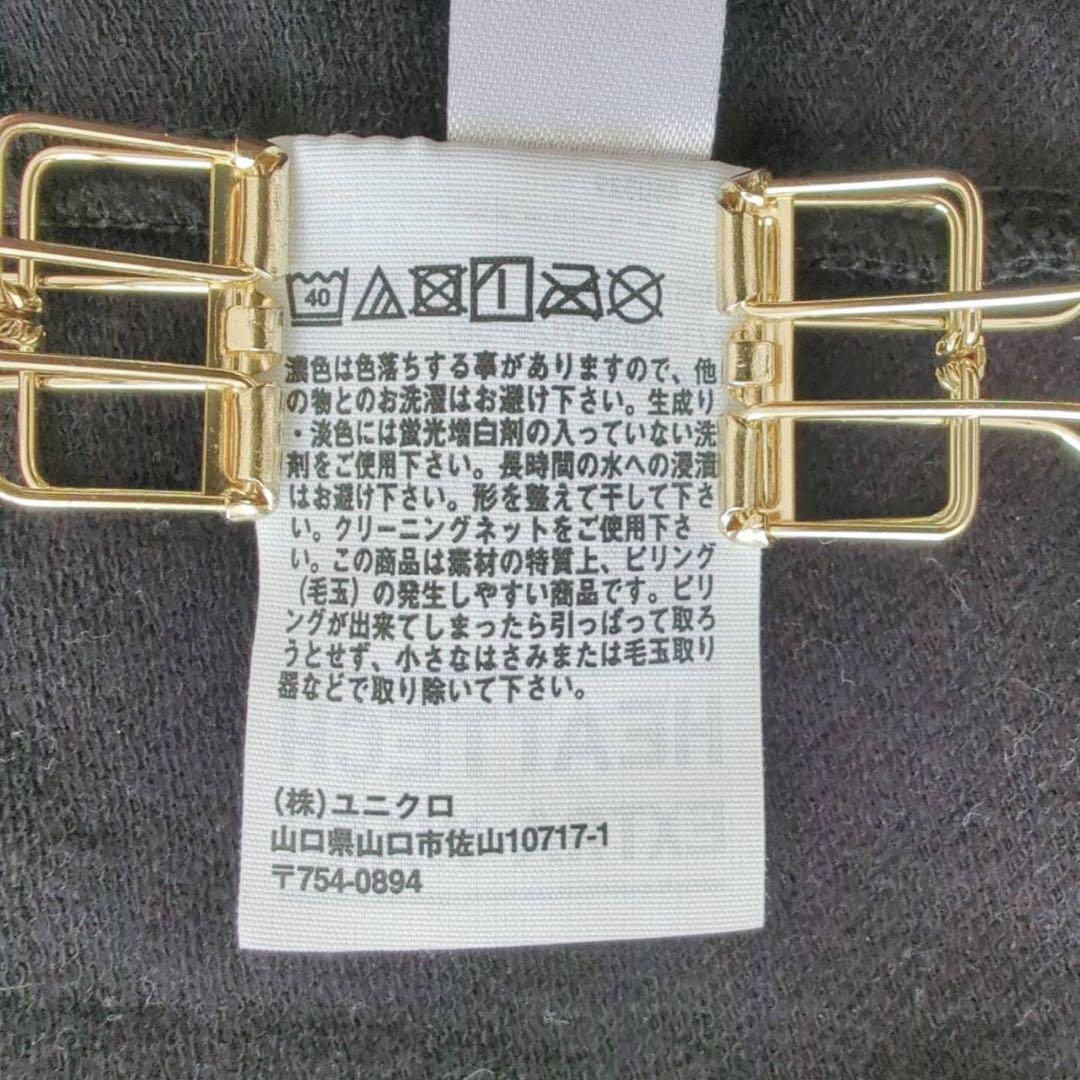 40
濃色は色落ちする事がありますので、他
の物とのお洗濯はお避け下さい。生成り
・淡色には蛍光増白剤の入っていない洗
剤をご使用下さい。長時間の水への浸漬
はお避け下さい。形を整えて干して下さ
い。クリーニングネットをご使用下さ
い。この商品は素材の特質上、ピリング
（毛玉）の発生しやすい商品です。ピリ
ングが出来てしまったら引っぱって取ろ
うとせず、小さなはさみまたは毛玉取り
器などで取り除いて下さい。
(株)ユニクロ
山口県山口市佐山10717-1
〒754-0894